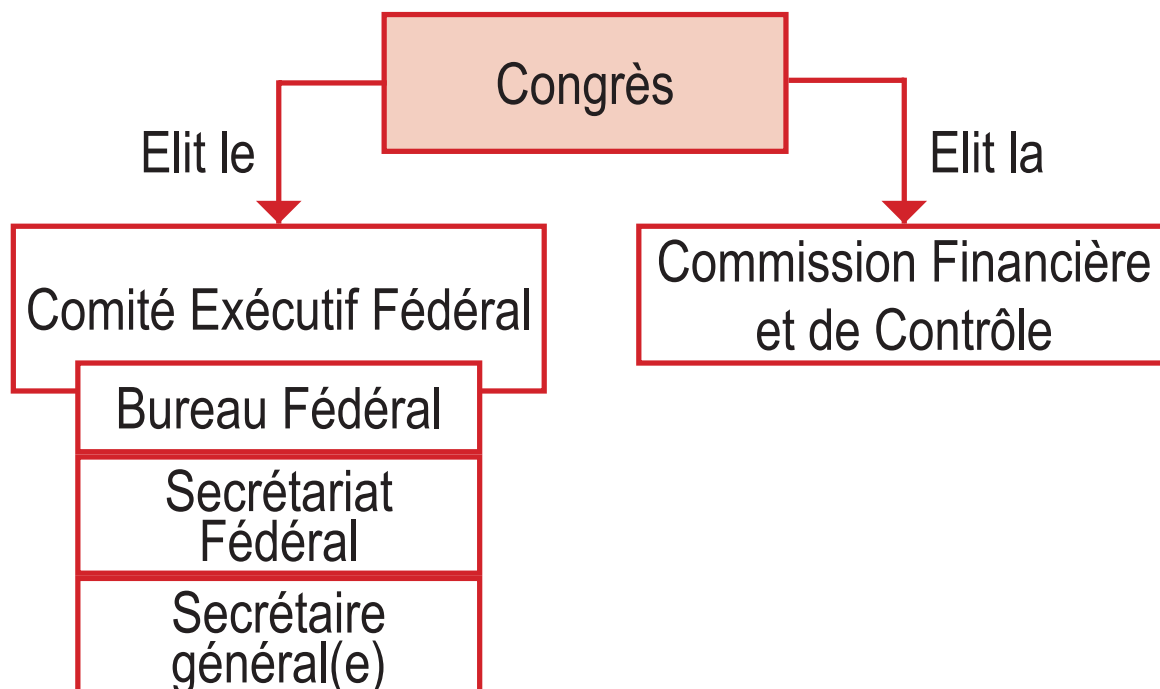 Congrès
Elit le
Elit la
Comité Exécutif Fédéral
Commission Financière
et de Contrôle
Bureau Fédéral
Secrétariat
Fédéral
Secrétaire
général(e)